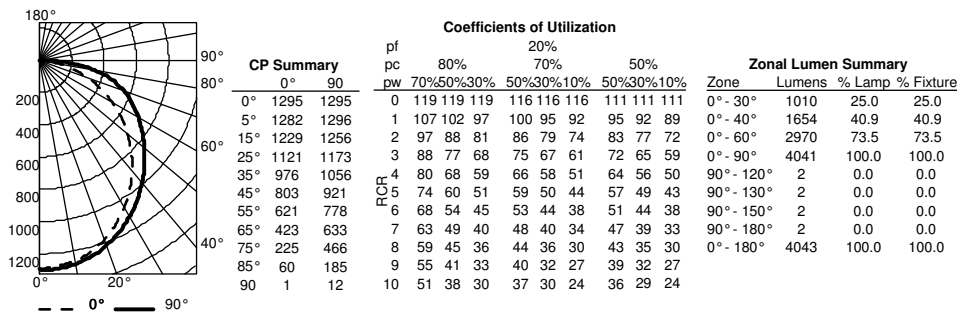 180°
90°
80°
60°
40°
200
400
600
800
1000
1200
0° 20°
0° 90°
CP Summary
0° 90
0° 1295 1295
5° 1282 1296
15° 1229 1256
25° 1121 1173
35° 976 1056
45° 803 921
55° 621 778
65° 423 633
75° 225 466
85° 60 185
90 1 12
Coefficients of Utilization
pf 20%
pc 80% 70% 50%
pw 70%50%30% 50%30%10% 50%30%10%
RCR
0 119 119 119 116 116 116 111 111 111
1 107 102 97 100 95 92 95 92 89
2 97 88 81 86 79 74 83 77 72
3 88 77 68 75 67 61 72 65 59
4 80 68 59 66 58 51 64 56 50
5 74 60 51 59 50 44 57 49 43
6 68 54 45 53 44 38 51 44 38
7 63 49 40 48 40 34 47 39 33
8 59 45 36 44 36 30 43 35 30
9 55 41 33 40 32 27 39 32 27
10 51 38 30 37 30 24 36 29 24
Zonal Lumen Summary
Zone Lumens % Lamp % Fixture
0° - 30° 1010 25.0 25.0
0° - 40° 1654 40.9 40.9
0° - 60° 2970 73.5 73.5
0° - 90° 4041 100.0 100.0
90° - 120° 2 0.0 0.0
90° - 130° 2 0.0 0.0
90° - 150° 2 0.0 0.0
90° - 180° 2 0.0 0.0
0° - 180° 4043 100.0 100.0